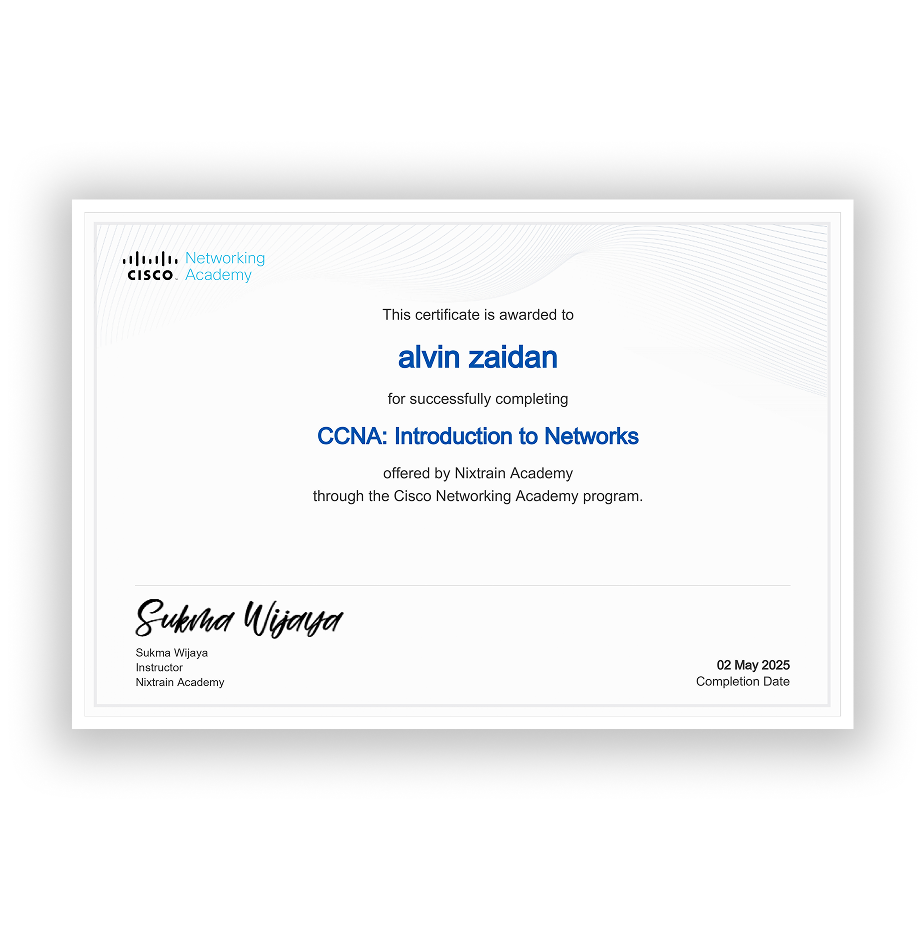 CISCO
Networking
Academy
This certificate is awarded to
alvin zaidan
for successfully completing
CCNA: Introduction to Networks
offered by Nixtrain Academy
through the Cisco Networking Academy program.
Sukma Wijaya
Sukma Wijaya
Instructor
Nixtrain Academy
02 May 2025
Completion Date